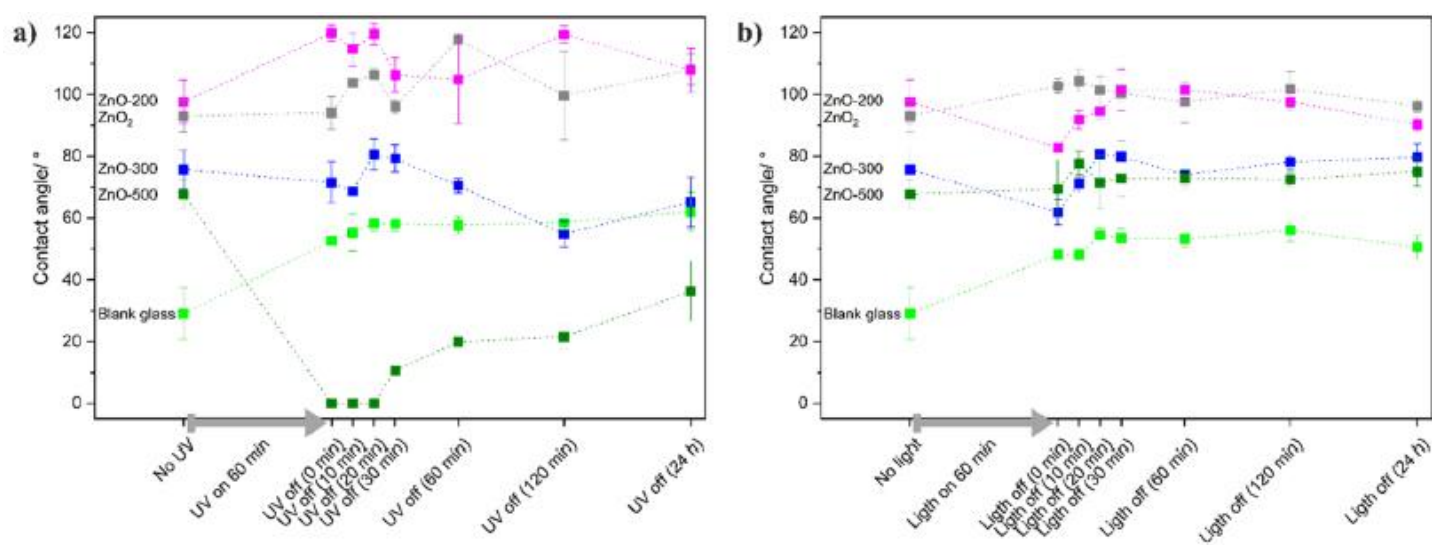 a)
Contact angle/ °
120
100
80
60
40
20
0
ZnO-200
ZnO₂
ZnO-300
ZnO-500
Blank glass
No UV
UV on 60 min
UV off (0 min)
UV off (10 min)
UV off (20 min)
UV off (30 min)
UV off (60 min)
UV off (120 min)
UV off (24 h)
b)
Contact angle/ °
120
100
80
60
40
20
0
ZnO-200
ZnO₂
ZnO-300
ZnO-500
Blank glass
No light
Ligth on 60 min
Ligth off (0 min)
Ligth off (10 min)
Ligth off (20 min)
Ligth off (30 min)
Ligth off (60 min)
Ligth off (120 min)
Ligth off (24 h)